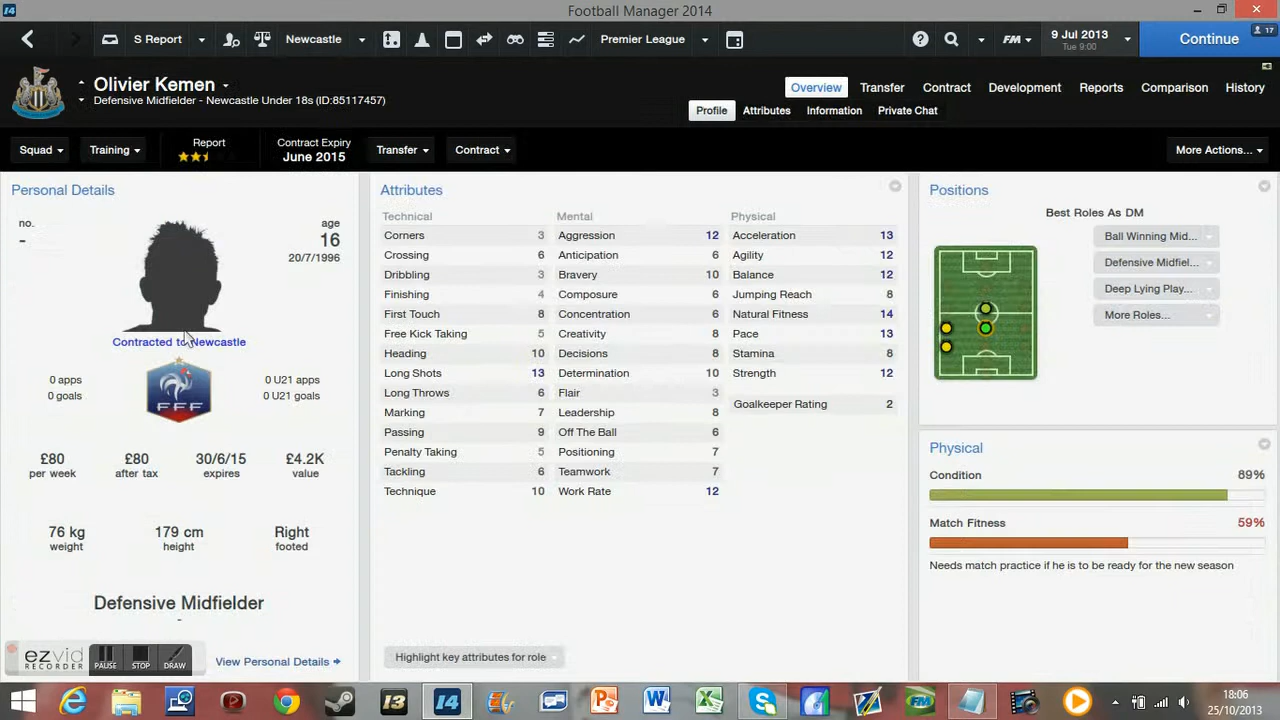 Football Manager 2014
S Report
Newcastle
Premier League
FM
9 Jul 2013
Tue 9:00
Continue
17
Olivier Kemen
Defensive Midfielder - Newcastle Under 18s (ID:85117457)
Overview Transfer Contract Development Reports Comparison History
Profile Attributes Information Private Chat
Squad
Training
Report
Contract Expiry
June 2015
Transfer
Contract
More Actions...
Personal Details
no.
-
age
16
20/7/1996
Contracted to Newcastle
FFF
0 apps
0 goals
0 U21 apps
0 U21 goals
£80
per week
£80
after tax
30/6/15
expires
£4.2K
value
76 kg
weight
179 cm
height
Right
footed
Defensive Midfielder
-
ezvid
RECORDER
PAUSE
STOP
DRAW
View Personal Details
Attributes
Technical
Corners 3
Crossing 6
Dribbling 3
Finishing 4
First Touch 8
Free Kick Taking 5
Heading 10
Long Shots 13
Long Throws 6
Marking 7
Passing 9
Penalty Taking 5
Tackling 6
Technique 10
Mental
Aggression 12
Anticipation 6
Bravery 10
Composure 6
Concentration 6
Creativity 8
Decisions 8
Determination 10
Flair 3
Leadership 8
Off The Ball 6
Positioning 7
Teamwork 7
Work Rate 12
Physical
Acceleration 13
Agility 12
Balance 12
Jumping Reach 8
Natural Fitness 14
Pace 13
Stamina 8
Strength 12
Goalkeeper Rating 2
Highlight key attributes for role
Positions
Best Roles As DM
Ball Winning Mid...
Defensive Midfiel...
Deep Lying Play...
More Roles...
Physical
Condition 89%
Match Fitness 59%
Needs match practice if he is to be ready for the new season
18:06
25/10/2013